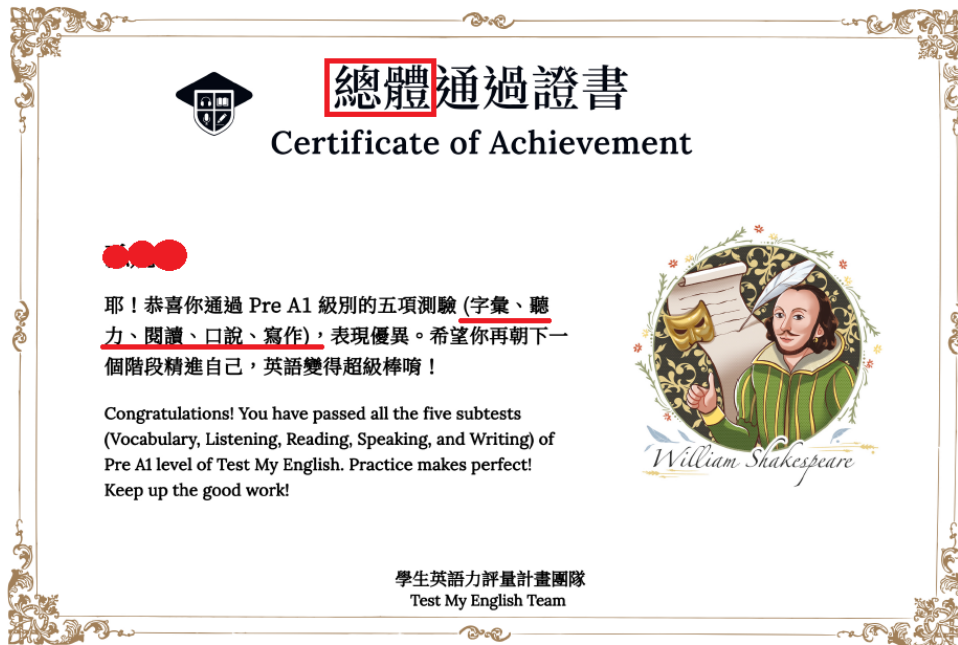 總體通過證書
Certificate of Achievement
耶！恭喜你通過 Pre A1 級別的五項測驗 (字彙、聽
力、閱讀、口說、寫作)，表現優異。希望你再朝下一
個階段精進自己，英語變得超級棒唷！
Congratulations! You have passed all the five subtests
(Vocabulary, Listening, Reading, Speaking, and Writing) of
Pre A1 level of Test My English. Practice makes perfect!
Keep up the good work!
William Shakespeare
學生英語力評量計畫團隊
Test My English Team